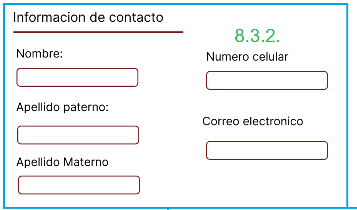 Informacion de contacto
8.3.2.
Nombre:
Numero celular
Apellido paterno:
Correo electronico
Apellido Materno